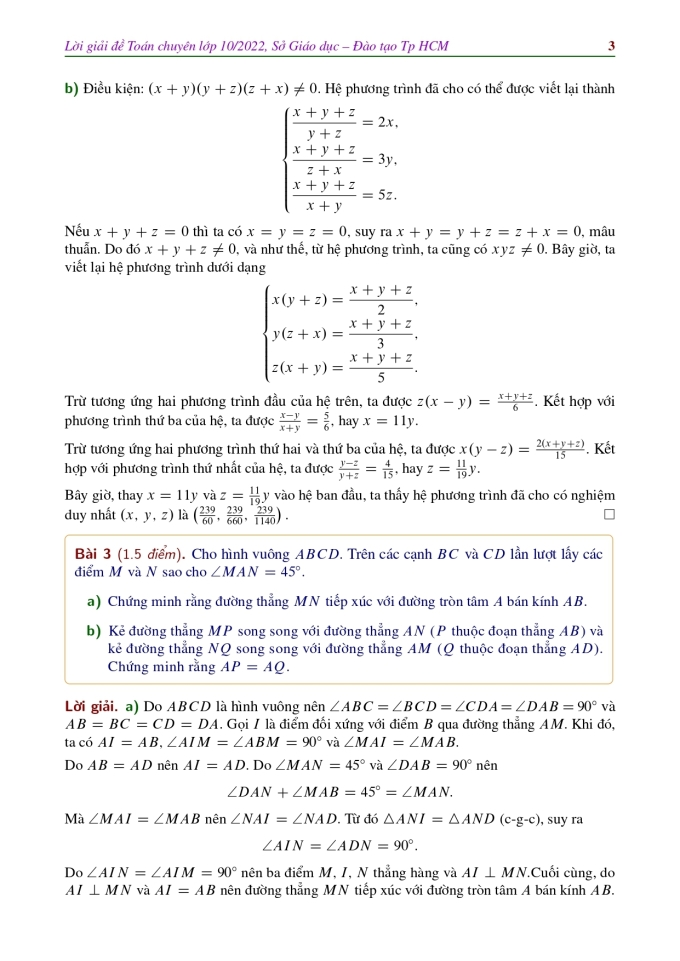 Lời giải đề Toán chuyên lớp 10/2022, Sở Giáo dục – Đào tạo Tp HCM 3
b) Điều kiện: (x + y)(y + z)(z + x) ≠ 0. Hệ phương trình đã cho có thể được viết lại thành
(x + y + z)/(y + z) = 2x,
(x + y + z)/(z + x) = 3y,
(x + y + z)/(x + y) = 5z.
Nếu x + y + z = 0 thì ta có x = y = z = 0, suy ra x + y = y + z = z + x = 0, mâu
thuẫn. Do đó x + y + z ≠ 0, và như thế, từ hệ phương trình, ta cũng có xyz ≠ 0. Bây giờ, ta
viết lại hệ phương trình dưới dạng
x(y + z) = (x + y + z)/2,
y(z + x) = (x + y + z)/3,
z(x + y) = (x + y + z)/5.
Trừ tương ứng hai phương trình đầu của hệ trên, ta được z(x − y) = (x+y+z)/6. Kết hợp với
phương trình thứ ba của hệ, ta được (x−y)/(x+y) = 5/6, hay x = 11y.
Trừ tương ứng hai phương trình thứ hai và thứ ba của hệ, ta được x(y − z) = 2(x+y+z)/15. Kết
hợp với phương trình thứ nhất của hệ, ta được (y−z)/(y+z) = 4/15, hay z = 11/19 y.
Bây giờ, thay x = 11y và z = 11/19 y vào hệ ban đầu, ta thấy hệ phương trình đã cho có nghiệm
duy nhất (x, y, z) là (239/60, 239/660, 239/1140). □
Bài 3 (1.5 điểm). Cho hình vuông ABCD. Trên các cạnh BC và CD lần lượt lấy các
điểm M và N sao cho ∠MAN = 45°.
a) Chứng minh rằng đường thẳng MN tiếp xúc với đường tròn tâm A bán kính AB.
b) Kẻ đường thẳng MP song song với đường thẳng AN (P thuộc đoạn thẳng AB) và
kẻ đường thẳng NQ song song với đường thẳng AM (Q thuộc đoạn thẳng AD).
Chứng minh rằng AP = AQ.
Lời giải. a) Do ABCD là hình vuông nên ∠ABC = ∠BCD = ∠CDA = ∠DAB = 90° và
AB = BC = CD = DA. Gọi I là điểm đối xứng với điểm B qua đường thẳng AM. Khi đó,
ta có AI = AB, ∠AIM = ∠ABM = 90° và ∠MAI = ∠MAB.
Do AB = AD nên AI = AD. Do ∠MAN = 45° và ∠DAB = 90° nên
∠DAN + ∠MAB = 45° = ∠MAN.
Mà ∠MAI = ∠MAB nên ∠NAI = ∠NAD. Từ đó △ANI = △AND (c-g-c), suy ra
∠AIN = ∠ADN = 90°.
Do ∠AIN = ∠AIM = 90° nên ba điểm M, I, N thẳng hàng và AI ⊥ MN.Cuối cùng, do
AI ⊥ MN và AI = AB nên đường thẳng MN tiếp xúc với đường tròn tâm A bán kính AB.